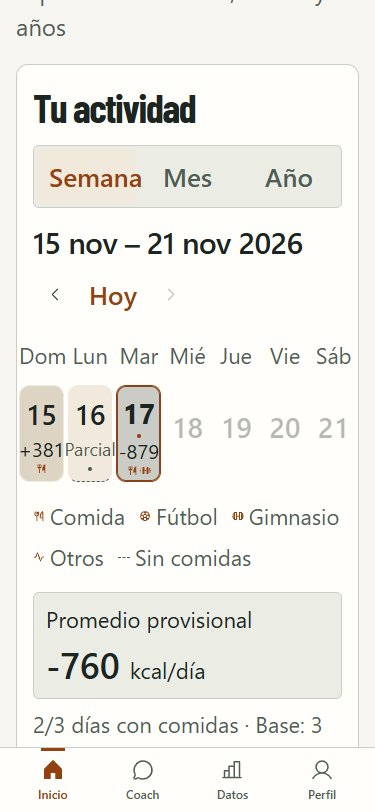 años
Tu actividad
Semana Mes Año
15 nov – 21 nov 2026
Hoy
Dom Lun Mar Mié Jue Vie Sáb
15 16 17 18 19 20 21
+381 Parcial -879
Comida Fútbol Gimnasio
Otros Sin comidas
Promedio provisional
-760 kcal/día
2/3 días con comidas · Base: 3
Inicio Coach Datos Perfil